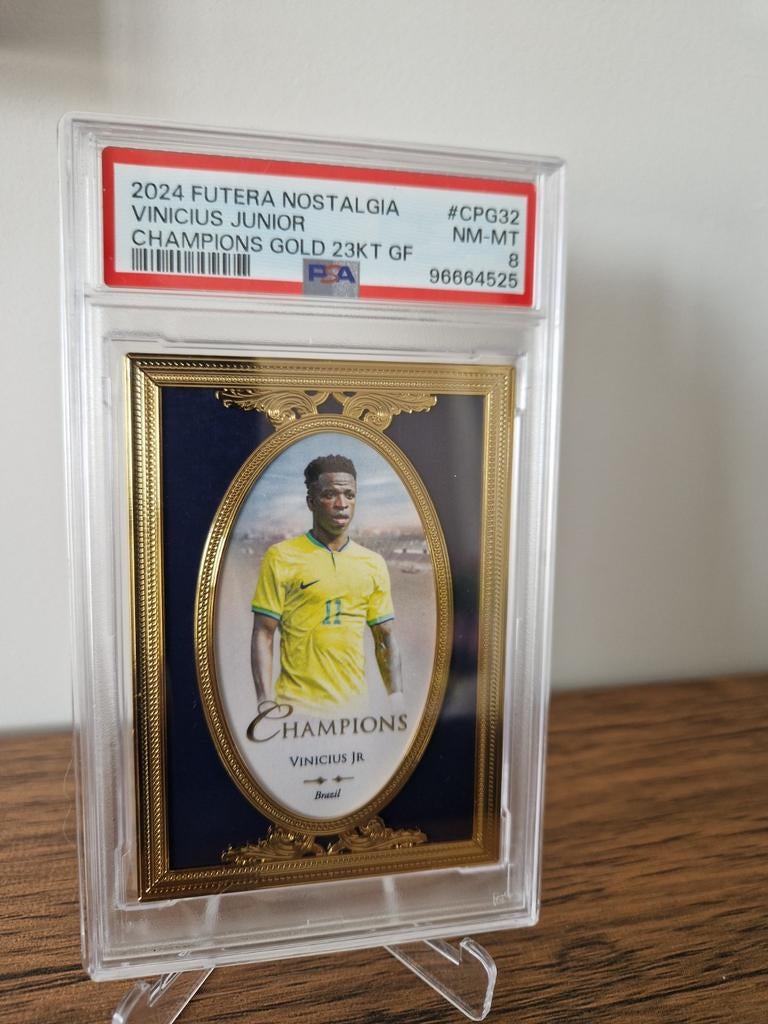 2024 FUTERA NOSTALGIA #CPG32
VINICIUS JUNIOR NM-MT
CHAMPIONS GOLD 23KT GF 8
PSA 96664525
11
CHAMPIONS
VINICIUS JR
Brazil